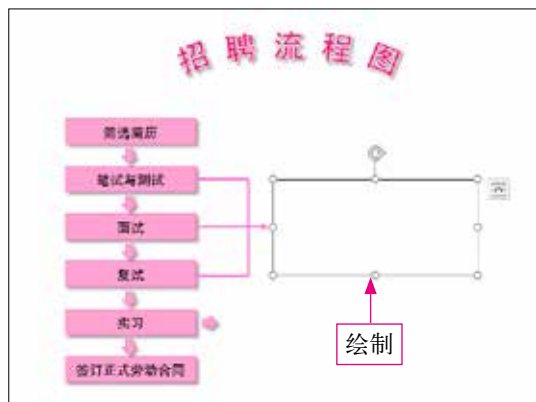 招聘流程图
筛选简历
笔试与测试
面试
复试
实习
签订正式劳动合同
绘制